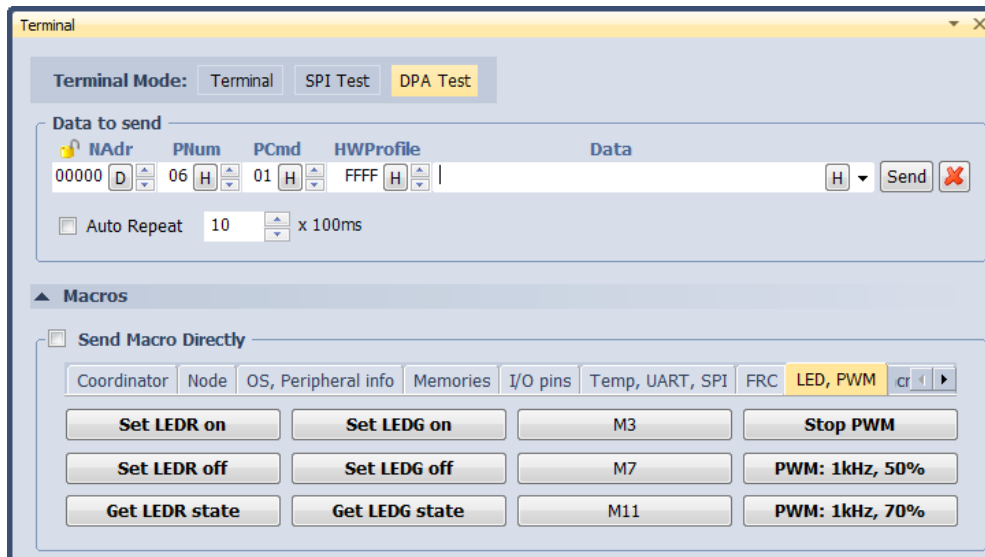 Terminal
Terminal Mode: Terminal SPI Test DPA Test
Data to send
NAdr PNum PCmd HWProfile Data
00000 D 06 H 01 H FFFF H H Send
Auto Repeat 10 x 100ms
Macros
Send Macro Directly
Coordinator Node OS, Peripheral info Memories I/O pins Temp, UART, SPI FRC LED, PWM
Set LEDR on Set LEDG on M3 Stop PWM
Set LEDR off Set LEDG off M7 PWM: 1kHz, 50%
Get LEDR state Get LEDG state M11 PWM: 1kHz, 70%